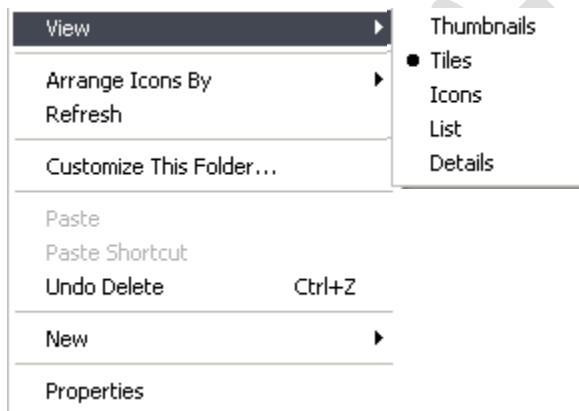 View
Arrange Icons By
Refresh
Customize This Folder...
Paste
Paste Shortcut
Undo Delete Ctrl+Z
New
Properties
Thumbnails
Tiles
Icons
List
Details